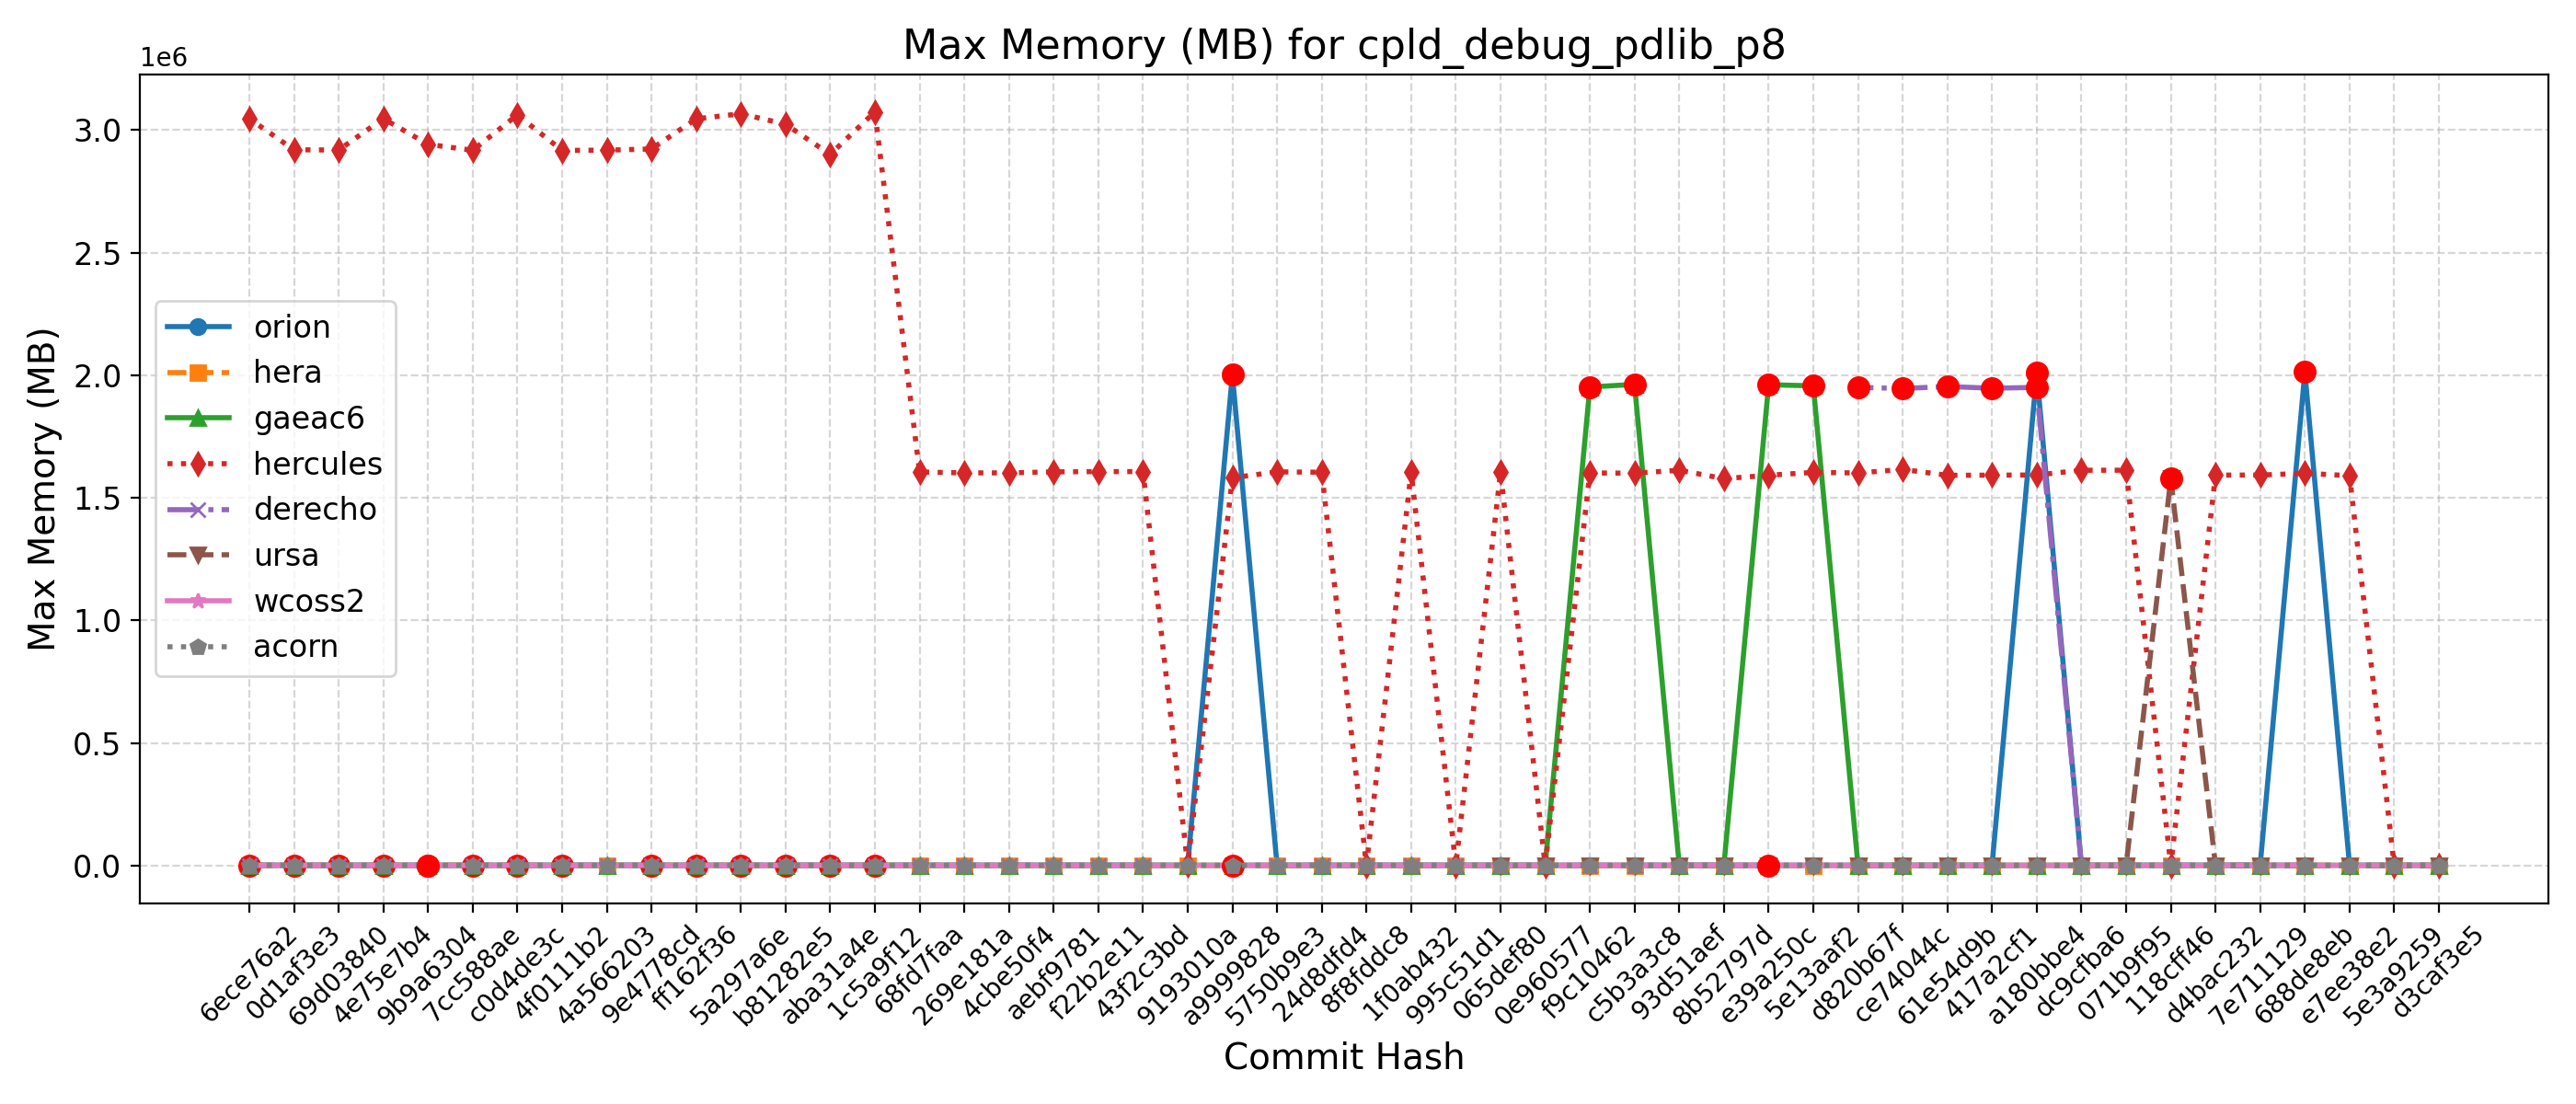 Max Memory (MB) for cpld_debug_pdlib_p8
1e6
3.0
2.5
2.0
1.5
1.0
0.5
0.0
Max Memory (MB)
orion
hera
gaeac6
hercules
derecho
ursa
wcoss2
acorn
6ece76a2
0d1af3e3
69d03840
4e75e7b4
9b9a6304
7cc588ae
c0d4de3c
4f0111b2
4a566203
9e4778cd
ff162f36
5a297a6e
b81282e5
aba31a4e
1c5a9f12
68fd7faa
269e181a
4cbe50f4
aebf9781
f22b2e11
43f2c3bd
9193010a
a9999828
5750b9e3
24d8dfd4
8f8fddc8
1f0ab432
995c51d1
065def80
0e960577
f9c10462
c5b3a3c8
93d51aef
8b52797d
e39a250c
5e13aaf2
d820b67f
ce74044c
61e54d9b
417a2cf1
a180bbe4
dc9cfba6
071b9f95
118cff46
d4bac232
7e711129
688de8eb
e7ee38e2
5e3a9259
d3caf3e5
Commit Hash